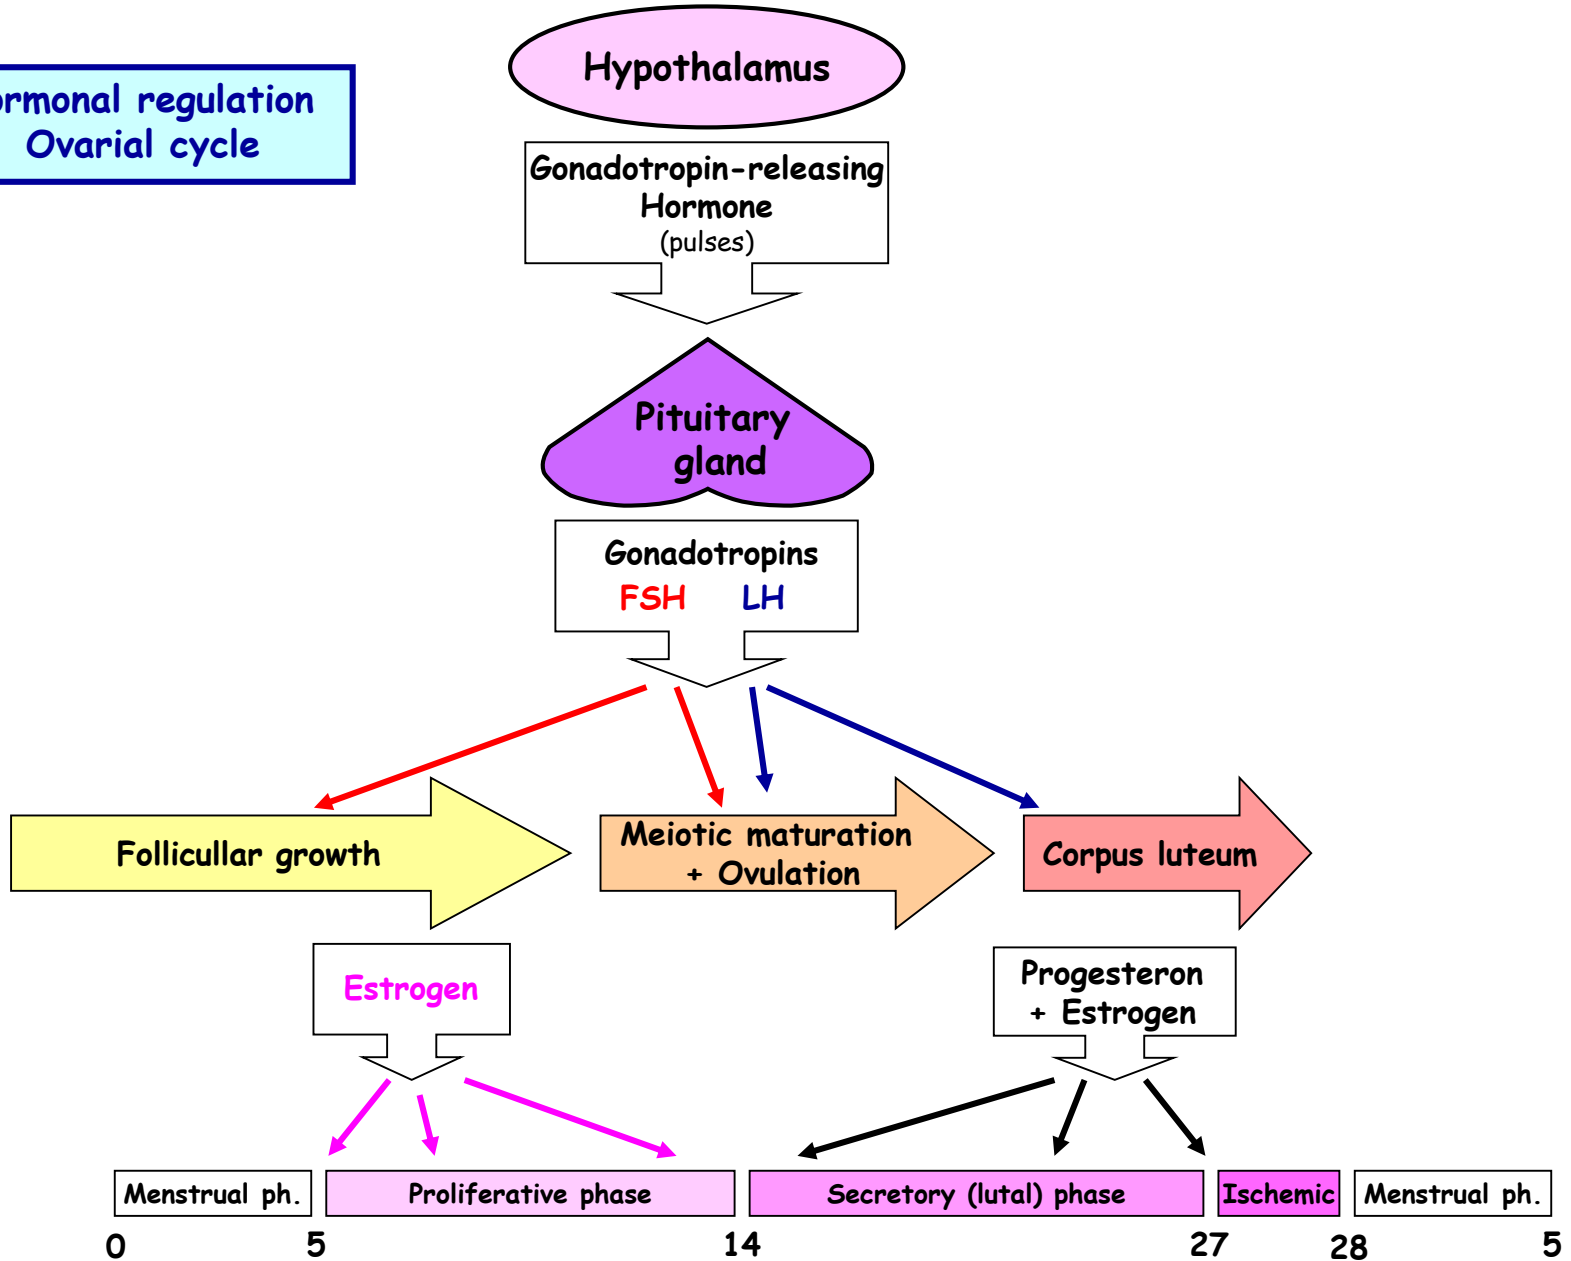 ormonal regulation
Ovarial cycle
Hypothalamus
Gonadotropin-releasing
Hormone
(pulses)
Pituitary
gland
Gonadotropins
FSH LH
Follicullar growth
Meiotic maturation
+ Ovulation
Corpus luteum
Estrogen
Progesteron
+ Estrogen
Menstrual ph. Proliferative phase Secretory (lutal) phase Ischemic Menstrual ph.
0 5 14 27 28 5